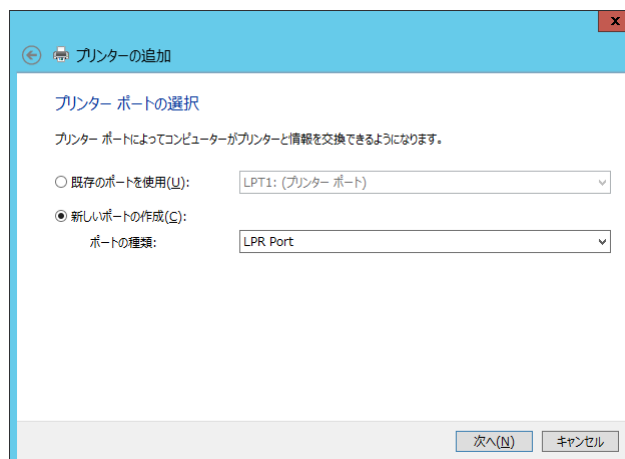 x
プリンターの追加
プリンター ポートの選択
プリンター ポートによってコンピューターがプリンターと情報を交換できるようになります。
既存のポートを使用(U): LPT1: (プリンター ポート)
新しいポートの作成(C):
ポートの種類: LPR Port
次へ(N) キャンセル